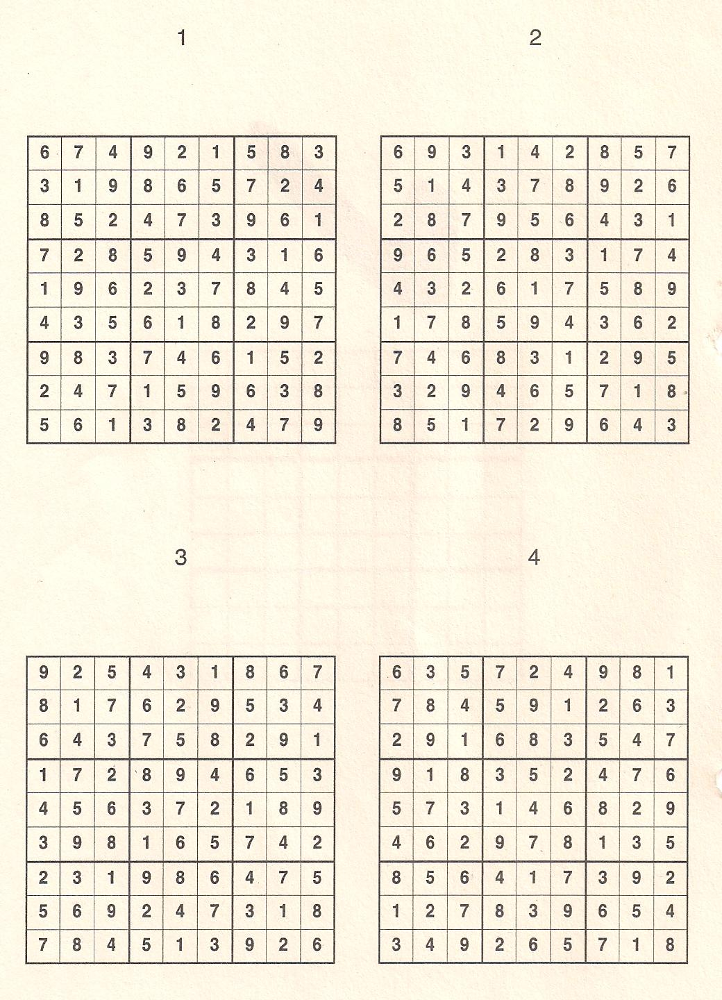 1
6 7 4 9 2 1 5 8 3
3 1 9 8 6 5 7 2 4
8 5 2 4 7 3 9 6 1
7 2 8 5 9 4 3 1 6
1 9 6 2 3 7 8 4 5
4 3 5 6 1 8 2 9 7
9 8 3 7 4 6 1 5 2
2 4 7 1 5 9 6 3 8
5 6 1 3 8 2 4 7 9
2
6 9 3 1 4 2 8 5 7
5 1 4 3 7 8 9 2 6
2 8 7 9 5 6 4 3 1
9 6 5 2 8 3 1 7 4
4 3 2 6 1 7 5 8 9
1 7 8 5 9 4 3 6 2
7 4 6 8 3 1 2 9 5
3 2 9 4 6 5 7 1 8
8 5 1 7 2 9 6 4 3
3
9 2 5 4 3 1 8 6 7
8 1 7 6 2 9 5 3 4
6 4 3 7 5 8 2 9 1
1 7 2 8 9 4 6 5 3
4 5 6 3 7 2 1 8 9
3 9 8 1 6 5 7 4 2
2 3 1 9 8 6 4 7 5
5 6 9 2 4 7 3 1 8
7 8 4 5 1 3 9 2 6
4
6 3 5 7 2 4 9 8 1
7 8 4 5 9 1 2 6 3
2 9 1 6 8 3 5 4 7
9 1 8 3 5 2 4 7 6
5 7 3 1 4 6 8 2 9
4 6 2 9 7 8 1 3 5
8 5 6 4 1 7 3 9 2
1 2 7 8 3 9 6 5 4
3 4 9 2 6 5 7 1 8